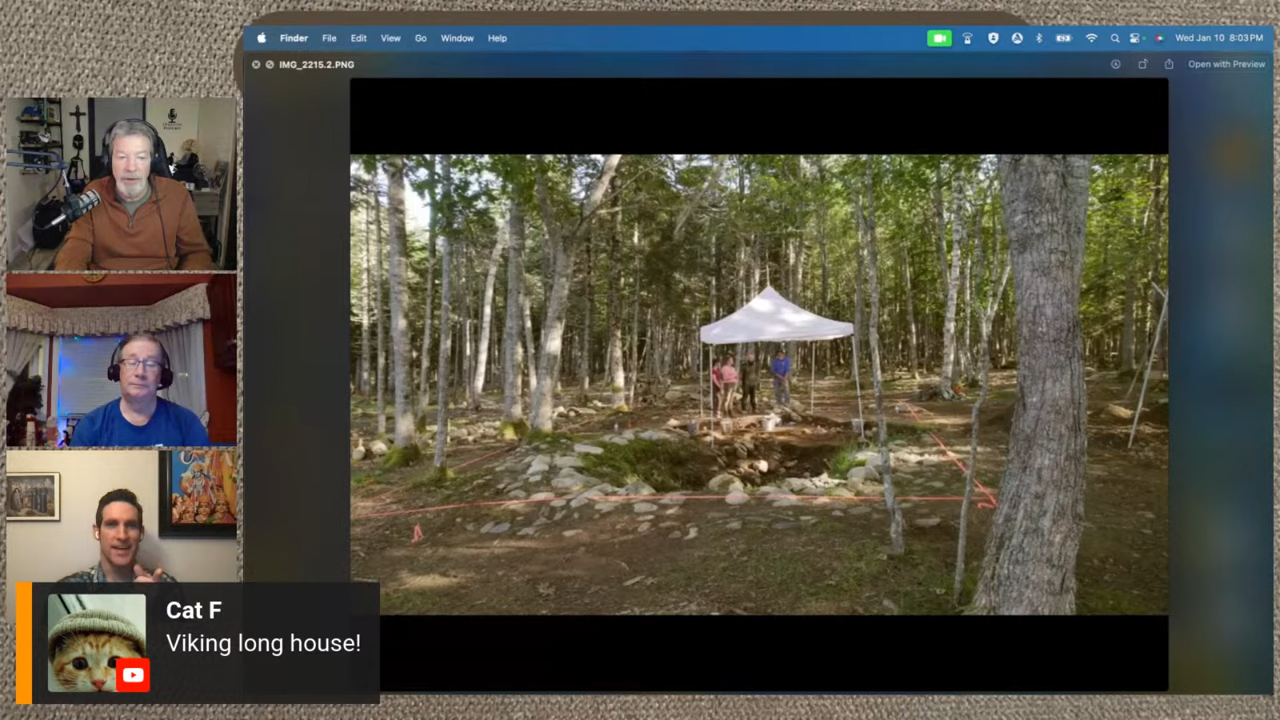 Finder File Edit View Go Window Help
Wed Jan 10 8:03 PM
IMG_2215.2.PNG
Open with Preview
Cat F
Viking long house!